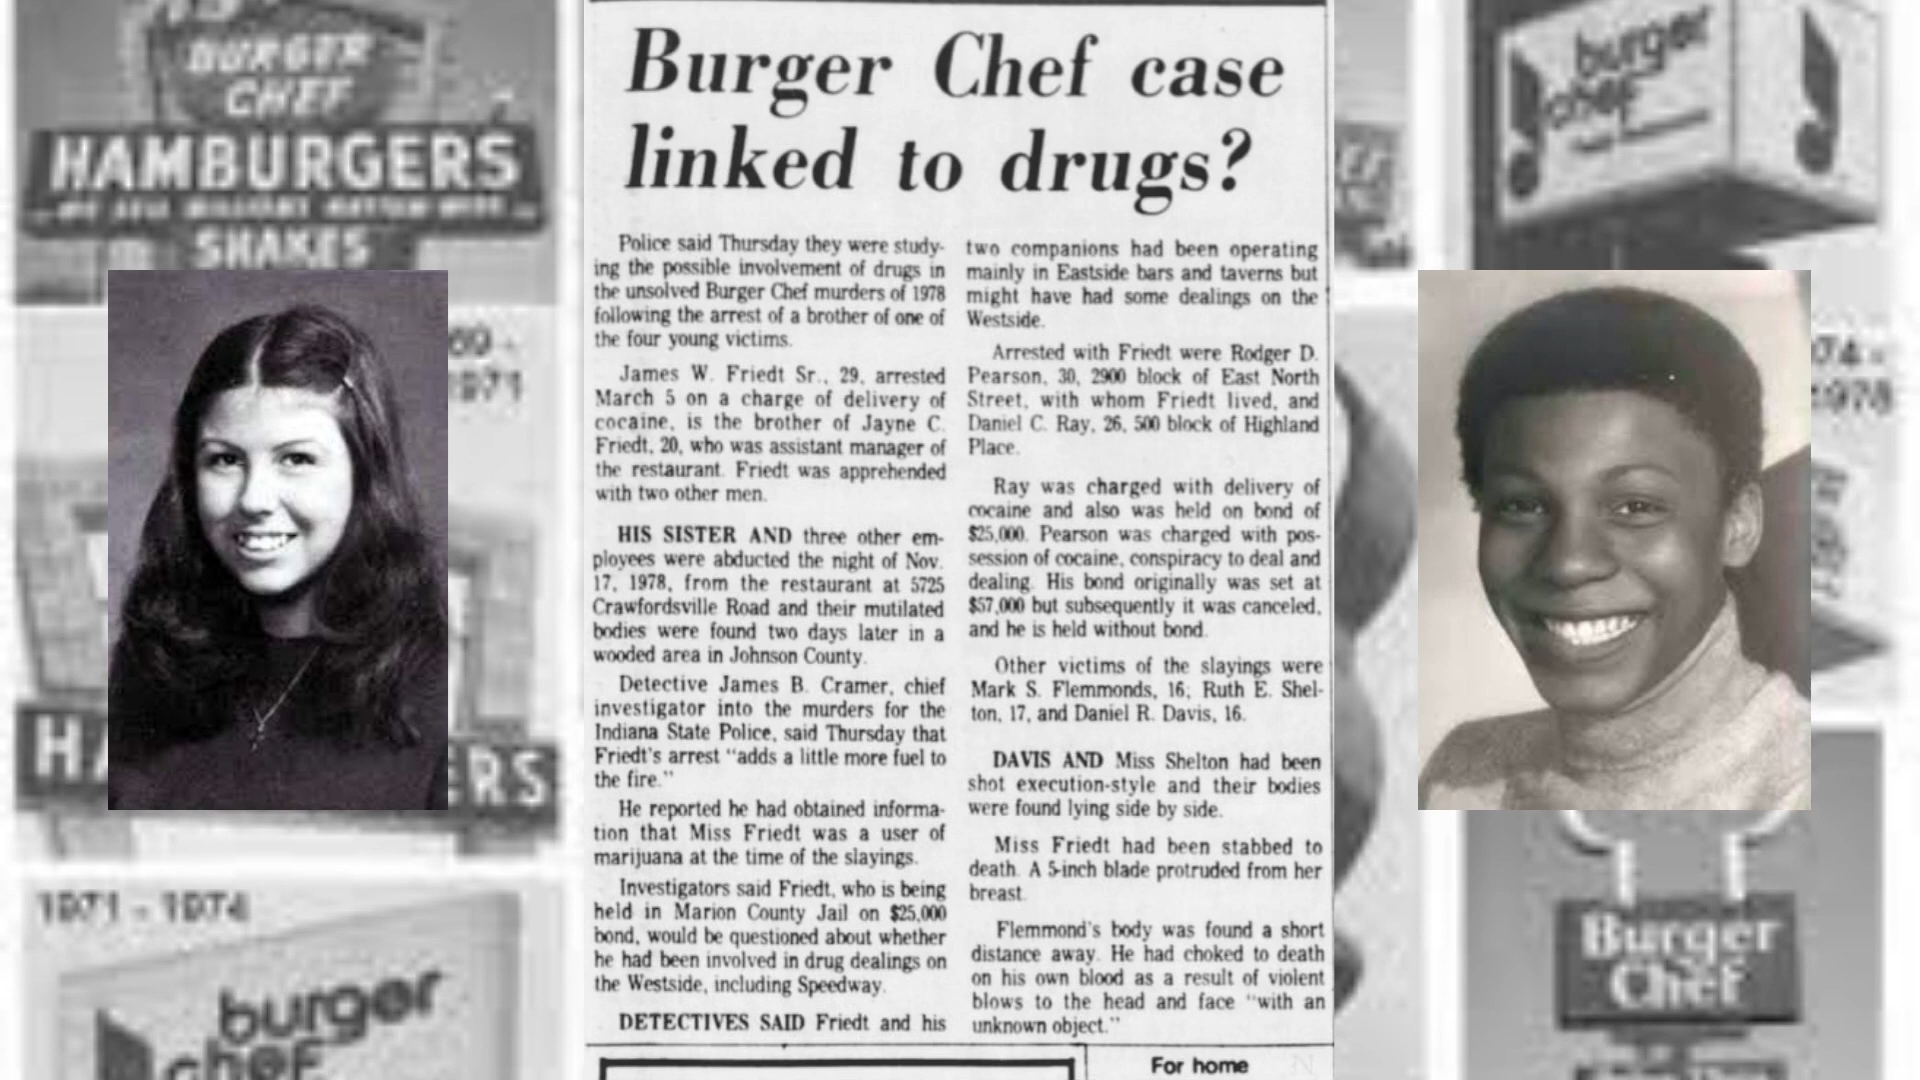 BURGER
CHEF
HAMBURGERS
SHAKES
1971
1971 - 1974
burger
chef
Burger Chef case
linked to drugs?
Police said Thursday they were study-
ing the possible involvement of drugs in
the unsolved Burger Chef murders of 1978
following the arrest of a brother of one of
the four young victims.
James W. Friedt Sr., 29, arrested
March 5 on a charge of delivery of
cocaine, is the brother of Jayne C.
Friedt, 20, who was assistant manager of
the restaurant. Friedt was apprehended
with two other men.
HIS SISTER AND three other em-
ployees were abducted the night of Nov.
17, 1978, from the restaurant at 5725
Crawfordsville Road and their mutilated
bodies were found two days later in a
wooded area in Johnson County.
Detective James B. Cramer, chief
investigator into the murders for the
Indiana State Police, said Thursday that
Friedt's arrest "adds a little more fuel to
the fire."
He reported he had obtained informa-
tion that Miss Friedt was a user of
marijuana at the time of the slayings.
Investigators said Friedt, who is being
held in Marion County Jail on $25,000
bond, would be questioned about whether
he had been involved in drug dealings on
the Westside, including Speedway.
DETECTIVES SAID Friedt and his
two companions had been operating
mainly in Eastside bars and taverns but
might have had some dealings on the
Westside.
Arrested with Friedt were Rodger D.
Pearson, 30, 2900 block of East North
Street, with whom Friedt lived, and
Daniel C. Ray, 26, 500 block of Highland
Place.
Ray was charged with delivery of
cocaine and also was held on bond of
$25,000. Pearson was charged with pos-
session of cocaine, conspiracy to deal and
dealing. His bond originally was set at
$57,000 but subsequently it was canceled,
and he is held without bond.
Other victims of the slayings were
Mark S. Flemmonds, 16; Ruth E. Shel-
ton, 17, and Daniel R. Davis, 16.
DAVIS AND Miss Shelton had been
shot execution-style and their bodies
were found lying side by side.
Miss Friedt had been stabbed to
death. A 5-inch blade protruded from her
breast.
Flemmond's body was found a short
distance away. He had choked to death
on his own blood as a result of violent
blows to the head and face "with an
unknown object."
For home
burger
chef
Burger
Chef